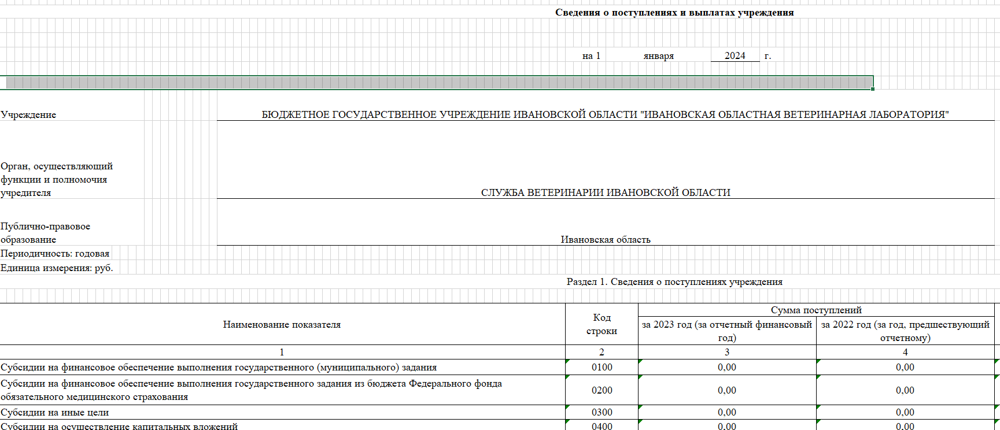 Сведения о поступлениях и выплатах учреждения
на 1 января 2024 г.
Учреждение БЮДЖЕТНОЕ ГОСУДАРСТВЕННОЕ УЧРЕЖДЕНИЕ ИВАНОВСКОЙ ОБЛАСТИ "ИВАНОВСКАЯ ОБЛАСТНАЯ ВЕТЕРИНАРНАЯ ЛАБОРАТОРИЯ"
Орган, осуществляющий
функции и полномочия
учредителя СЛУЖБА ВЕТЕРИНАРИИ ИВАНОВСКОЙ ОБЛАСТИ
Публично-правовое
образование Ивановская область
Периодичность: годовая
Единица измерения: руб.
Раздел 1. Сведения о поступлениях учреждения
Наименование показателя
Код
строки
Сумма поступлений
за 2023 год (за отчетный финансовый
год)
за 2022 год (за год, предшествующий
отчетному)
1 2 3 4
Субсидии на финансовое обеспечение выполнения государственного (муниципального) задания 0100 0,00 0,00
Субсидии на финансовое обеспечение выполнения государственного задания из бюджета Федерального фонда
обязательного медицинского страхования 0200 0,00 0,00
Субсидии на иные цели 0300 0,00 0,00
Субсидии на осуществление капитальных вложений 0400 0,00 0,00